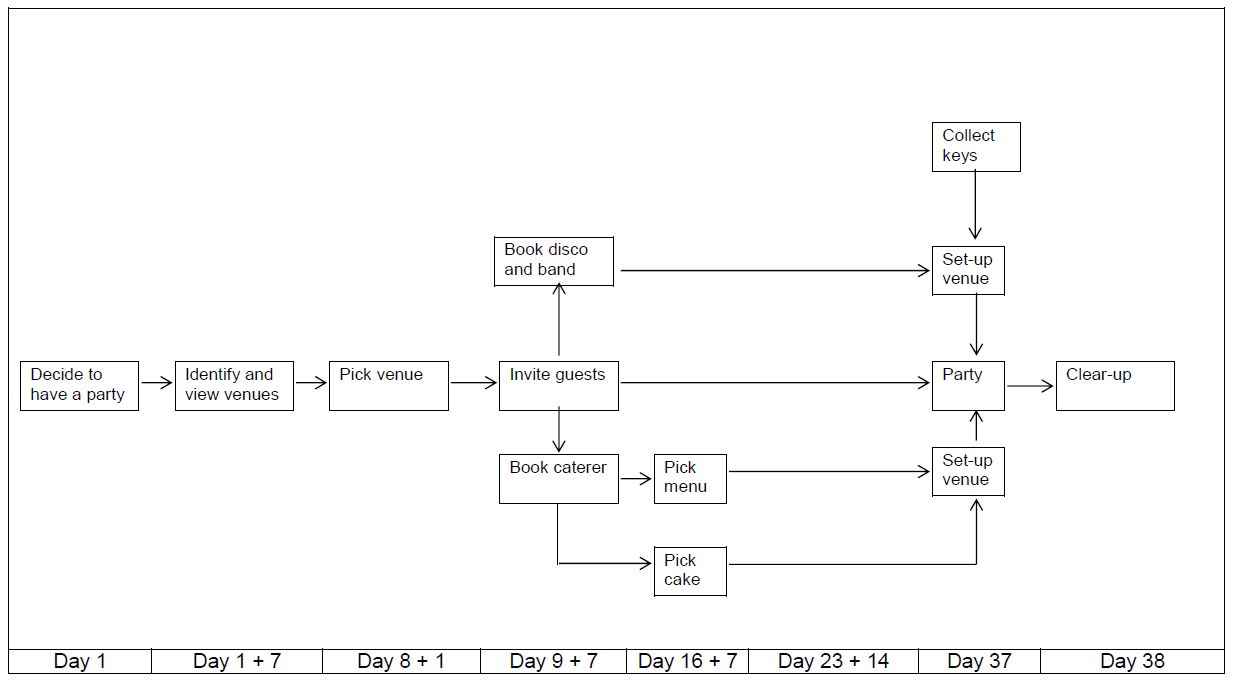 Collect
keys
Book disco
and band
Set-up
venue
Decide to
have a party
Identify and
view venues
Pick venue
Invite guests
Party
Clear-up
Book caterer
Pick
menu
Set-up
venue
Pick
cake
Day 1
Day 1 + 7
Day 8 + 1
Day 9 + 7
Day 16 + 7
Day 23 + 14
Day 37
Day 38